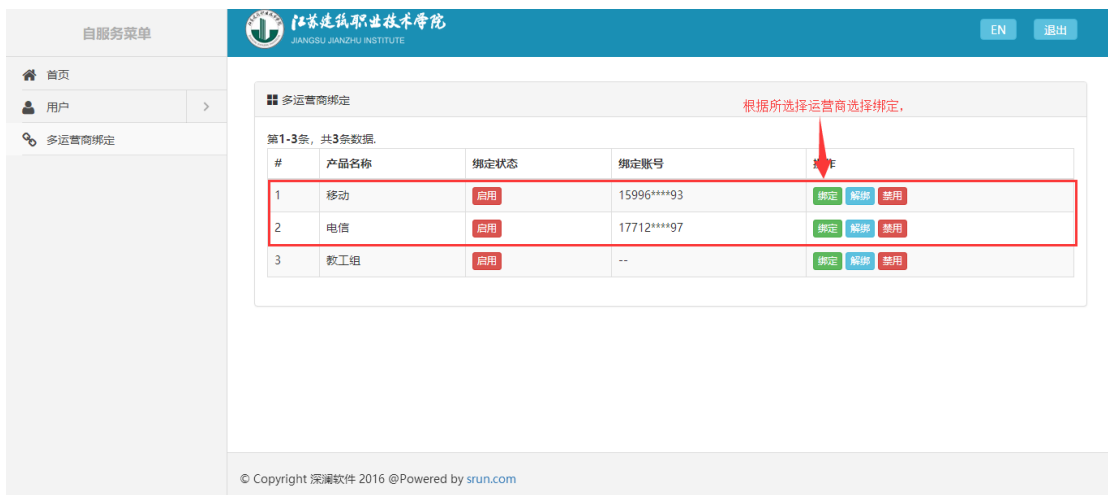 自服务菜单
江苏建筑职业技术学院
JIANGSU JIANZHU INSTITUTE
EN
退出
首页
用户
多运营商绑定
多运营商绑定
根据所选择运营商选择绑定，
第1-3条，共3条数据.
# 产品名称 绑定状态 绑定账号 操作
1 移动 启用 15996****93 绑定 解绑 禁用
2 电信 启用 17712****97 绑定 解绑 禁用
3 教工组 启用 -- 绑定 解绑 禁用
© Copyright 深澜软件 2016 @Powered by srun.com